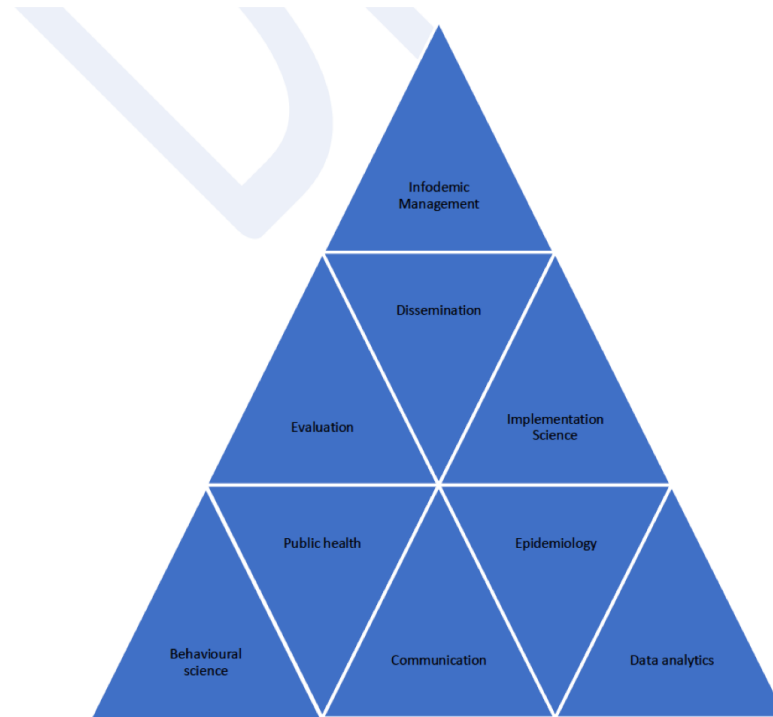 Infodemic
Management
Dissemination
Evaluation
Implementation
Science
Public health
Epidemiology
Behavioural
science
Communication
Data analytics